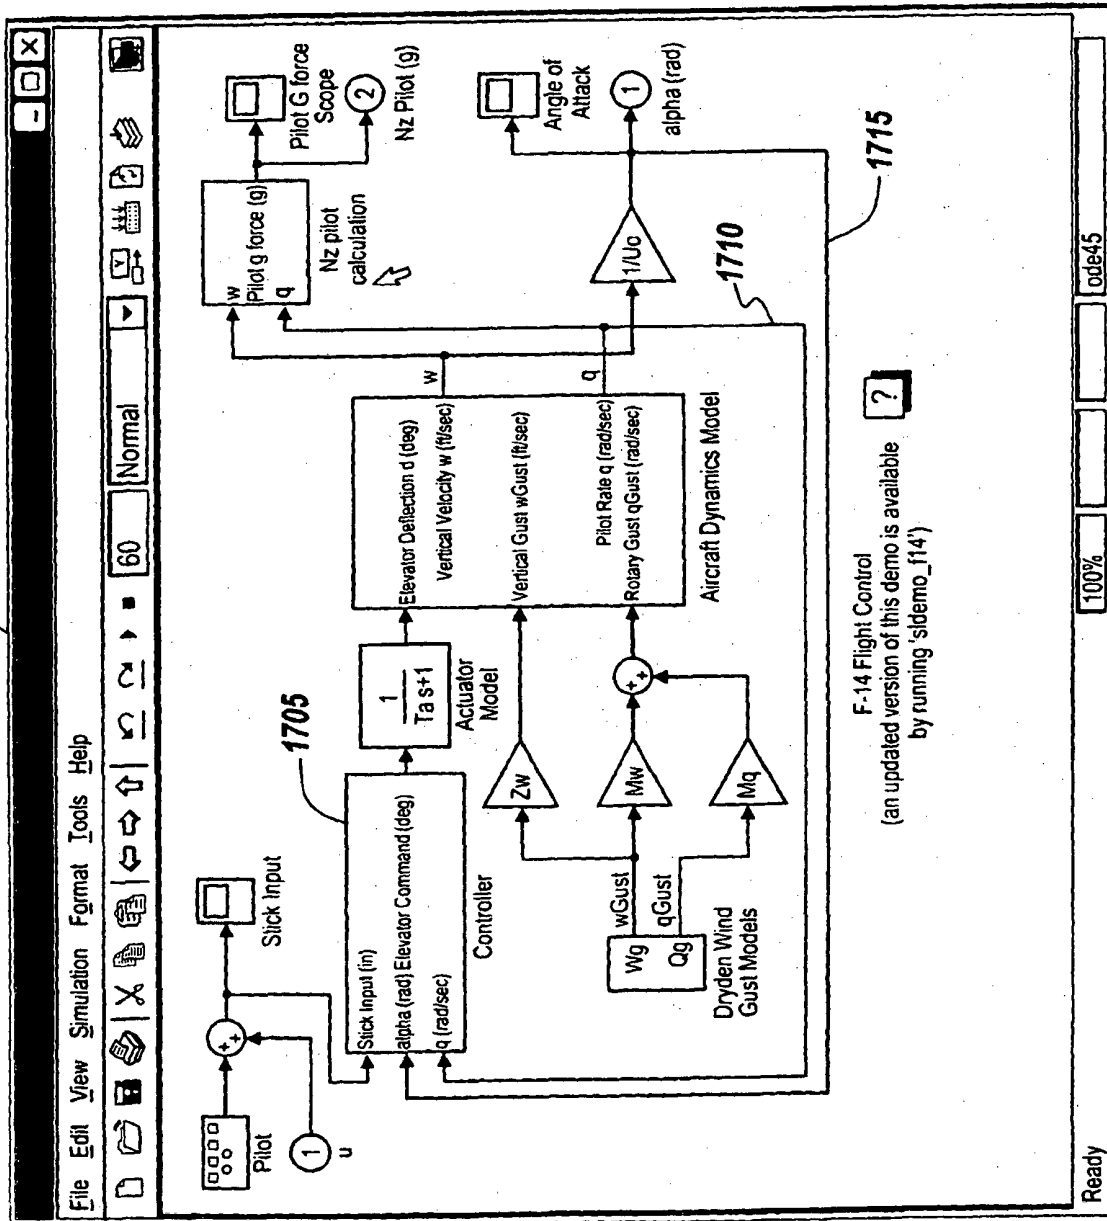 File Edit View Simulation Format Tools Help
60 Normal
Pilot
1
u
Stick Input
1705
Stick Input (in)
alpha (rad) Elevator Command (deg)
q (rad/sec)
Controller
1
Ta s+1
Actuator
Model
Wg
Qg
Dryden Wind
Gust Models
wGust
qGust
Zw
Mw
Mq
Elevator Deflection d (deg)
Vertical Velocity w (ft/sec)
Vertical Gust wGust (ft/sec)
Pilot Rate q (rad/sec)
Rotary Gust qGust (rad/sec)
Aircraft Dynamics Model
w
q
w
Pilot g force (g)
q
Nz pilot
calculation
Pilot G force
Scope
2
Nz Pilot (g)
1/Uo
Angle of
Attack
1
alpha (rad)
1710
1715
F-14 Flight Control
(an updated version of this demo is available
by running 'sldemo_f14')
?
Ready 100% ode45